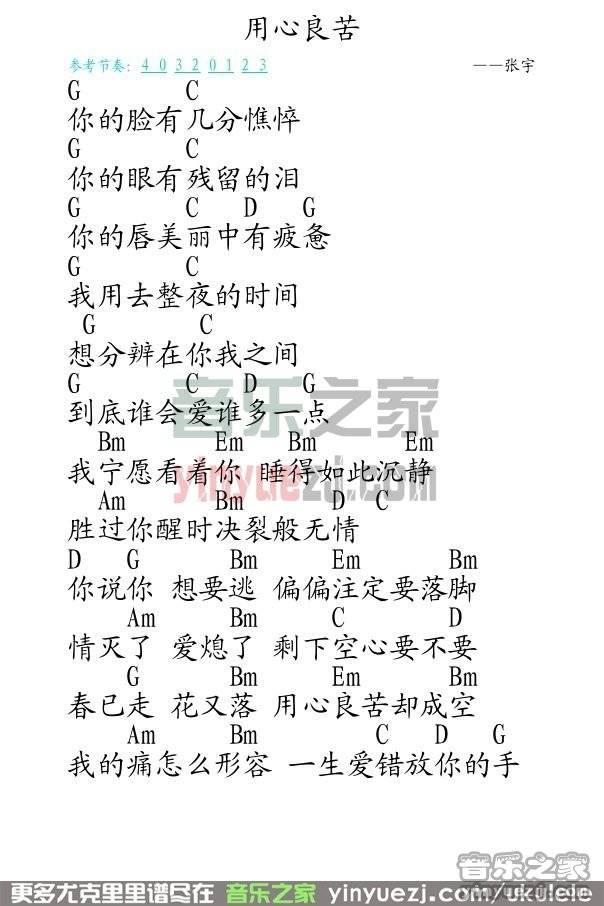 用心良苦
参考节奏: 4 0 3 2 0 1 2 3 ——张宇
G C
你的脸有几分憔悴
G C
你的眼有残留的泪
G C D G
你的唇美丽中有疲惫
G C
我用去整夜的时间
G C
想分辨在你我之间
G C D G
到底谁会爱谁多一点
Bm Em Bm Em
我宁愿看着你 睡得如此沉静
Am Bm D C
胜过你醒时决裂般无情
D G Bm Em Bm
你说你 想要逃 偏偏注定要落脚
Am Bm C D
情灭了 爱熄了 剩下空心要不要
G Bm Em Bm
春已走 花又落 用心良苦却成空
Am Bm C D G
我的痛怎么形容 一生爱错放你的手
音乐之家
yinyuezj.com
音乐之家
yinyuezj.com
更多尤克里里谱尽在 音乐之家 yinyuezj.com/uku